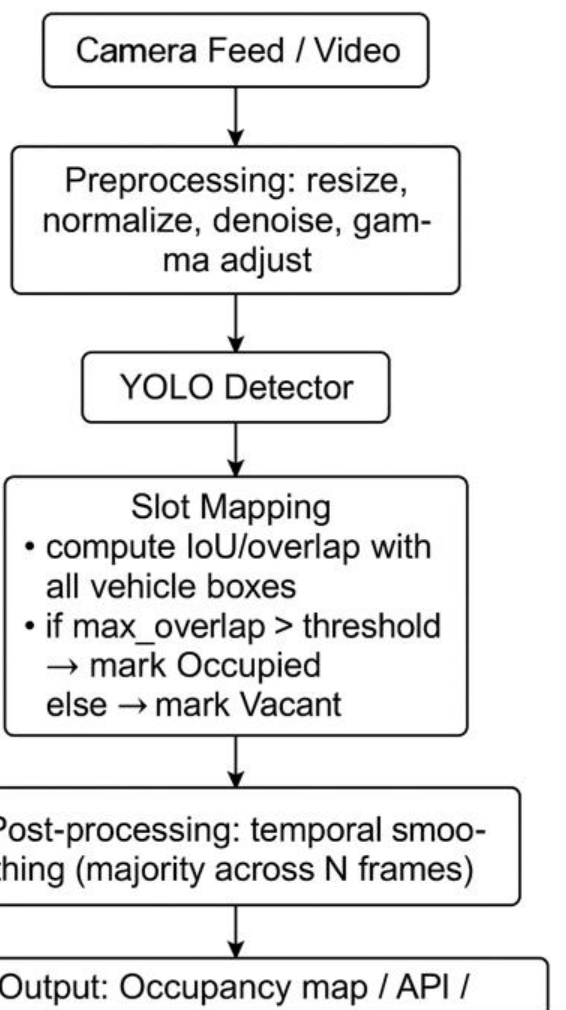 Camera Feed / Video
Preprocessing: resize,
normalize, denoise, gam-
ma adjust
YOLO Detector
Slot Mapping
• compute IoU/overlap with
all vehicle boxes
• if max_overlap > threshold
→ mark Occupied
else → mark Vacant
Post-processing: temporal smoo-
thing (majority across N frames)
Output: Occupancy map / API /